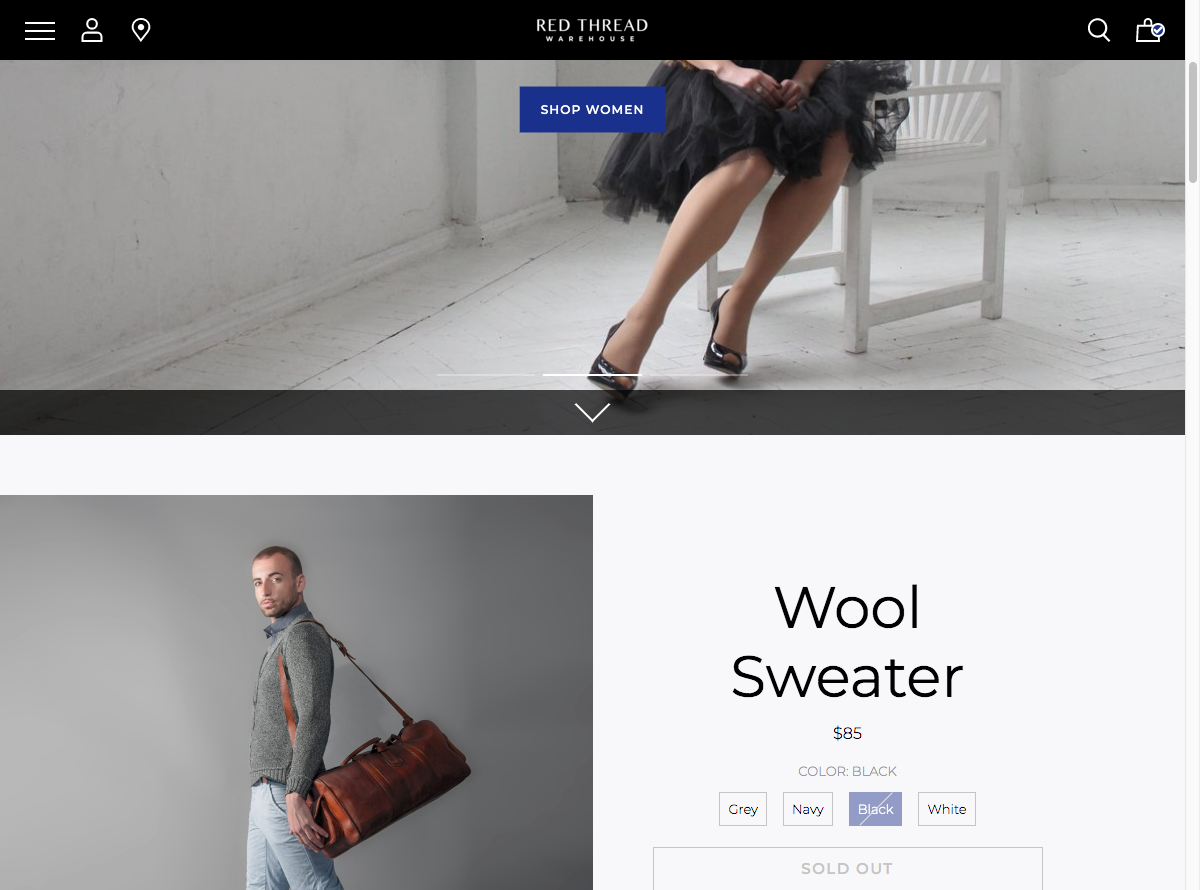 RED THREAD
WAREHOUSE
SHOP WOMEN
Wool
Sweater
$85
COLOR: BLACK
Grey Navy Black White
SOLD OUT